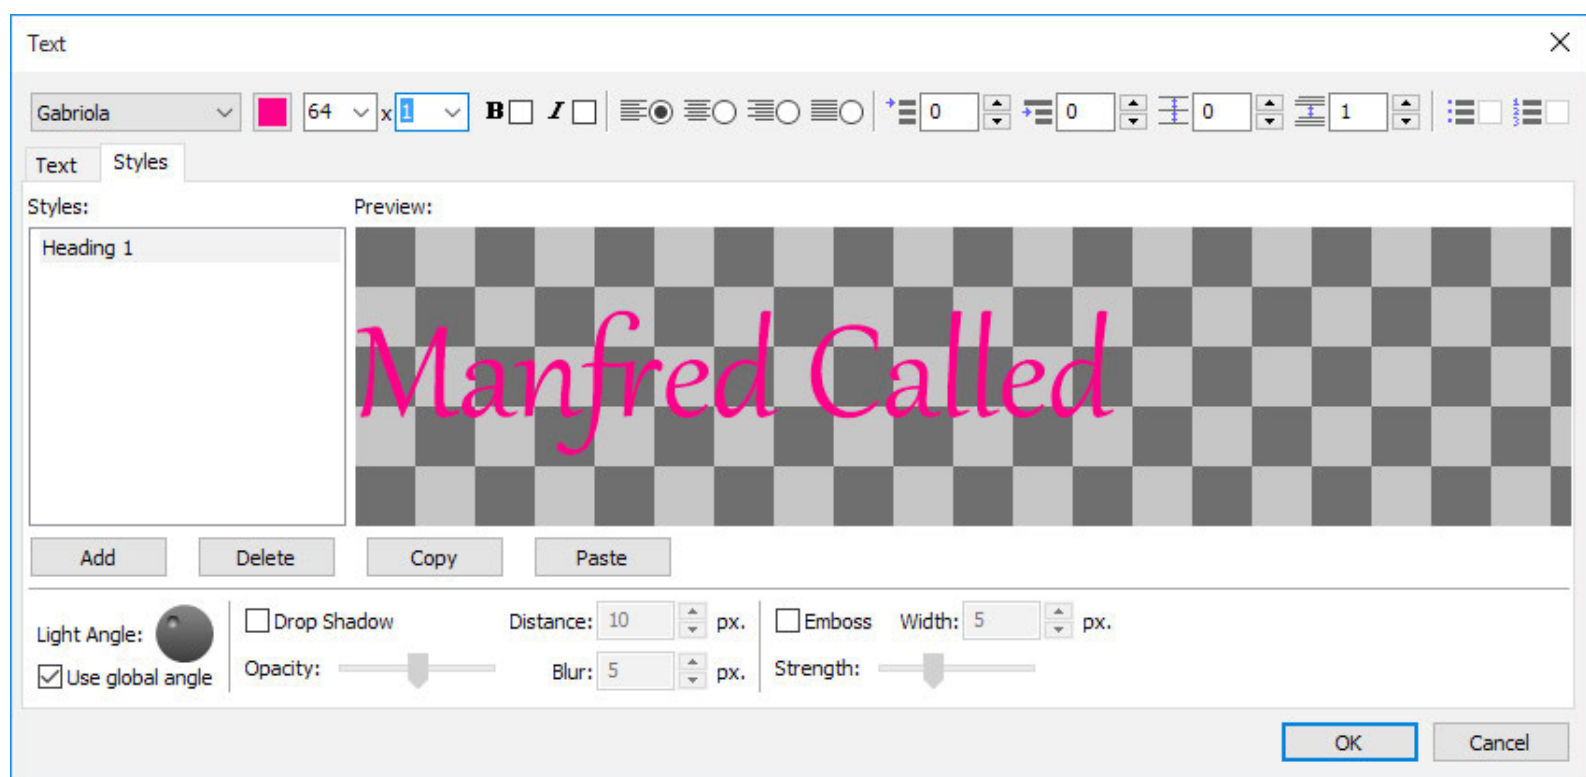 Text
Gabriola 64 x 1 B I 0 0 0 1
Text Styles
Styles: Preview:
Heading 1
Manfred Called
Add Delete Copy Paste
Light Angle: Drop Shadow Distance: 10 px. Emboss Width: 5 px.
Use global angle Opacity: Blur: 5 px. Strength:
OK Cancel